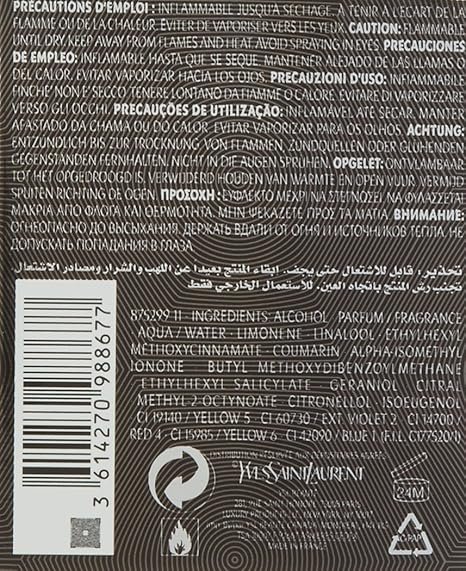 PRÉCAUTIONS D'EMPLOI : INFLAMMABLE JUSQU'À SÉCHAGE. TENIR À L'ÉCART DE LA
FLAMME OU DE LA CHALEUR. ÉVITER DE VAPORISER VERS LES YEUX. CAUTION: FLAMMABLE
UNTIL DRY. KEEP AWAY FROM FLAMES AND HEAT. AVOID SPRAYING IN EYES. PRECAUCIONES
DE EMPLEO: INFLAMABLE HASTA QUE SE SEQUE. MANTENER ALEJADO DE LAS LLAMAS O
DEL CALOR. EVITAR VAPORIZAR HACIA LOS OJOS. PRECAUZIONI D'USO: INFIAMMABILE
FINCHÉ NON È SECCO TENERE LONTANO DA FIAMME O CALORE. EVITARE DI VAPORIZZARE
VERSO GLI OCCHI. PRECAUÇÕES DE UTILIZAÇÃO: INFLAMÁVEL ATÉ SECAR. MANTER
AFASTADO DA CHAMA OU DO CALOR. EVITAR VAPORIZAR PARA OS OLHOS. ACHTUNG:
ENTZÜNDLICH BIS ZUR TROCKNUNG. VON FLAMMEN, ZÜNDQUELLEN ODER GLÜHENDEN
GEGENSTÄNDEN FERNHALTEN. NICHT IN DIE AUGEN SPRÜHEN. OPGELET: ONTVLAMBAAR
TOT HET OPGEDROOGD IS. VERWIJDERD HOUDEN VAN WARMTE EN OPEN VUUR. VERMIJD
SPUITEN RICHTING DE OGEN. ΠΡΟΣΟΧΗ: ΕΥΦΛΕΚΤΟ ΜΕΧΡΙ ΝΑ ΣΤΕΓΝΩΣΕΙ ΝΑ ΦΥΛΑΣΣΕΤΑΙ
ΜΑΚΡΙΑ ΑΠΟ ΦΛΟΓΑ ΚΑΙ ΘΕΡΜΟΤΗΤΑ. ΜΗΝ ΨΕΚΑΖΕΤΕ ΠΡΟΣ ΤΑ ΜΑΤΙΑ. ВНИМАНИЕ:
ОГНЕОПАСНО ДО ВЫСЫХАНИЯ. ДЕРЖАТЬ ВДАЛИ ОТ ОГНЯ И ИСТОЧНИКОВ ТЕПЛА. НЕ
ДОПУСКАТЬ ПОПАДАНИЯ В ГЛАЗА.
تحذير: قابل للاشتعال حتى يجف. ابقاء المنتج بعيدا عن اللهب والشرار ومصادر الاشتعال
تجنب رش المنتج باتجاه العين. للاستعمال الخارجي فقط.
875299 11 - INGREDIENTS: ALCOHOL · PARFUM / FRAGRANCE
AQUA / WATER · LIMONENE · LINALOOL · ETHYLHEXYL
METHOXYCINNAMATE · COUMARIN · ALPHA-ISOMETHYL
IONONE · BUTYL METHOXYDIBENZOYLMETHANE
ETHYLHEXYL SALICYLATE · GERANIOL · CITRAL
METHYL 2-OCTYNOATE · CITRONELLOL · ISOEUGENOL
CI 19140 / YELLOW 5 · CI 60730 / EXT. VIOLET 2 · CI 14700 /
RED 4 · CI 15985 / YELLOW 6 · CI 42090 / BLUE 1 (F.I.L. C177520/1)
3 614270 988677
YVES SAINT LAURENT
24M
PAP
MADE IN FRANCE